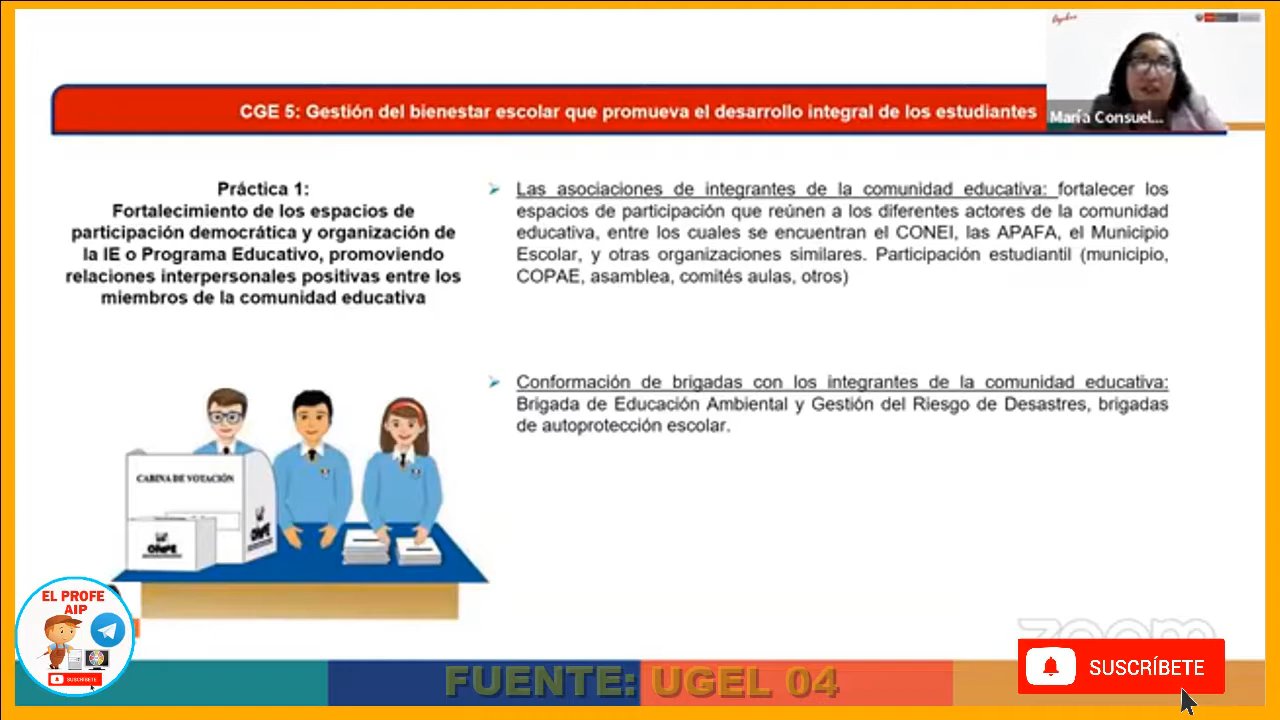 CGE 5: Gestión del bienestar escolar que promueva el desarrollo integral de los estudiantes
María Consuel...
Práctica 1:
Fortalecimiento de los espacios de
participación democrática y organización de
la IE o Programa Educativo, promoviendo
relaciones interpersonales positivas entre los
miembros de la comunidad educativa
Las asociaciones de integrantes de la comunidad educativa: fortalecer los
espacios de participación que reúnen a los diferentes actores de la comunidad
educativa, entre los cuales se encuentran el CONEI, las APAFA, el Municipio
Escolar, y otras organizaciones similares. Participación estudiantil (municipio,
COPAE, asamblea, comités aulas, otros)
Conformación de brigadas con los integrantes de la comunidad educativa:
Brigada de Educación Ambiental y Gestión del Riesgo de Desastres, brigadas
de autoprotección escolar.
CABINA DE VOTACIÓN
ONPE
ONPE
EL PROFE
AIP
SUSCRÍBETE
zoom
SUSCRÍBETE
FUENTE: UGEL 04